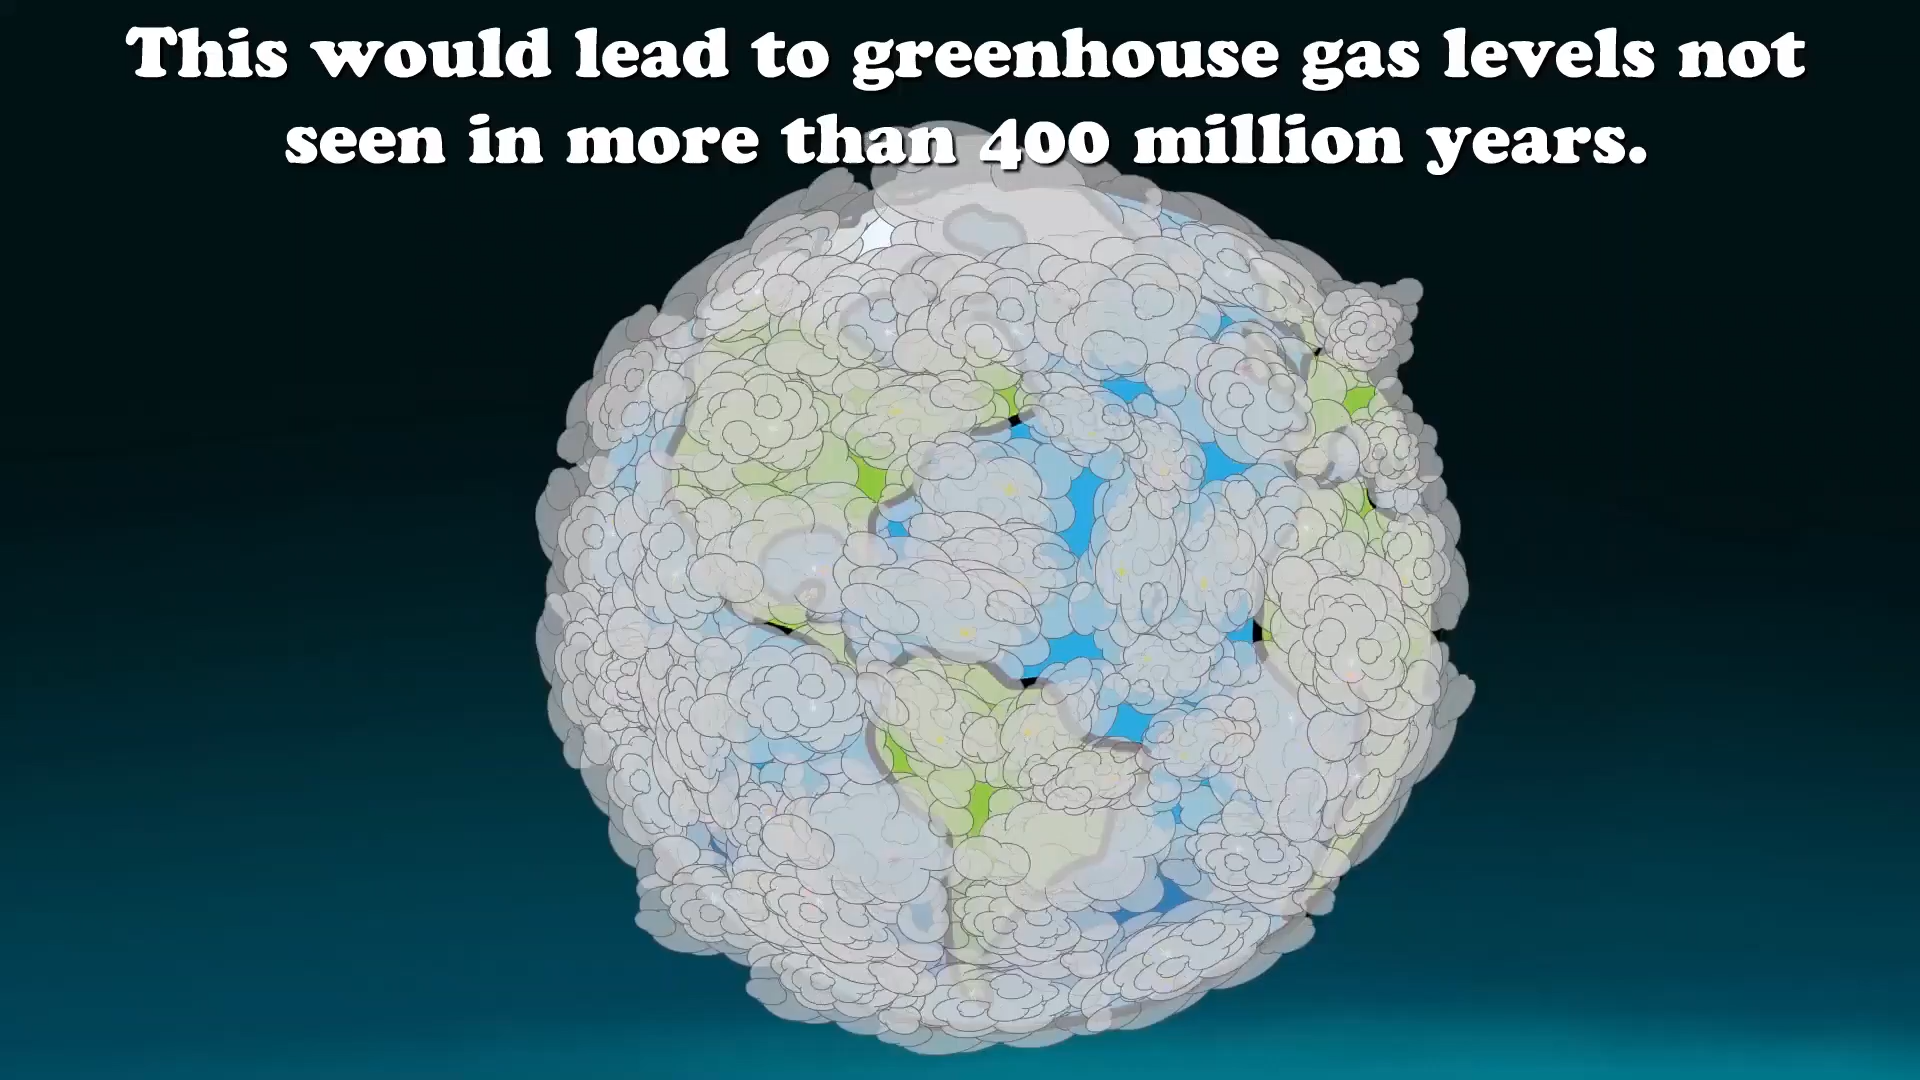 This would lead to greenhouse gas levels not
seen in more than 400 million years.